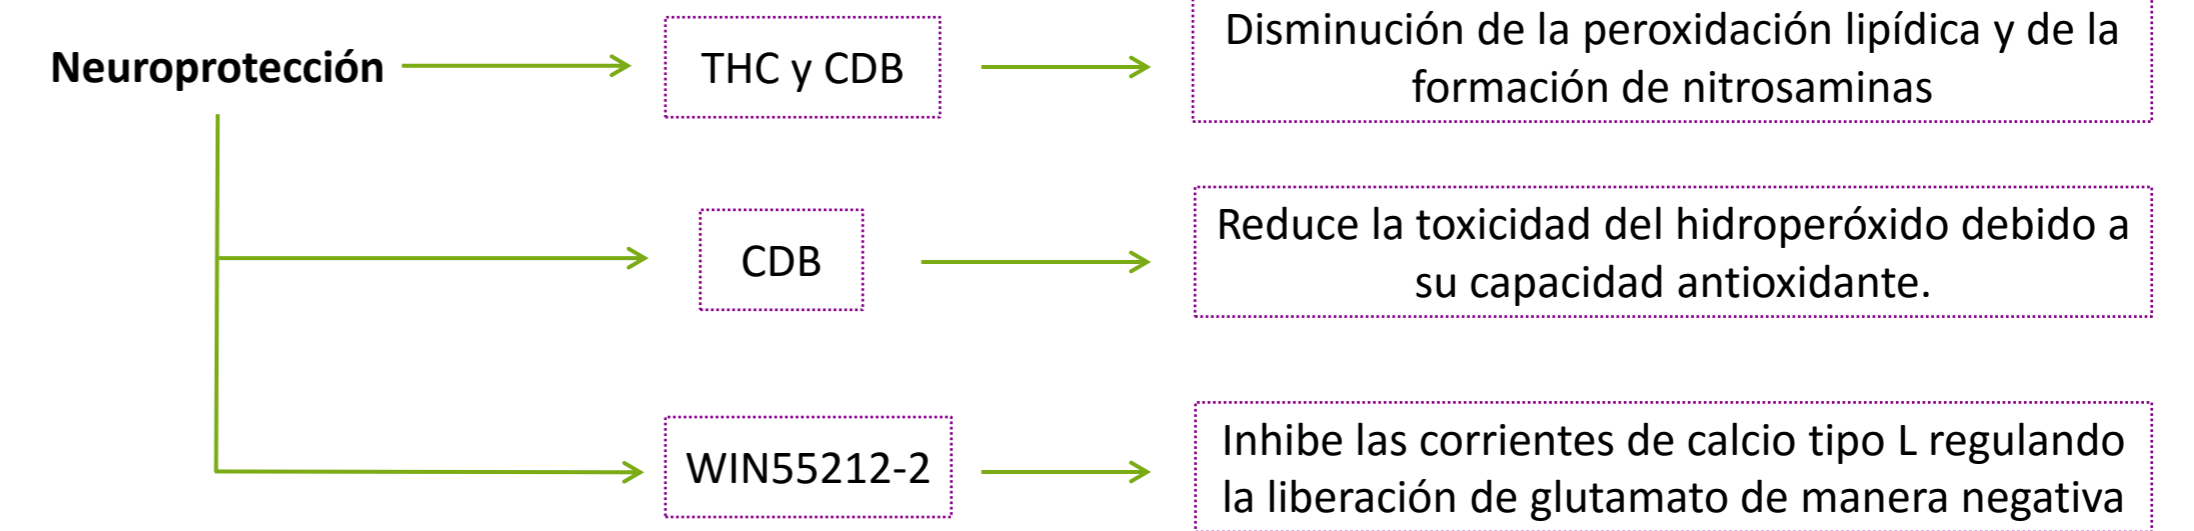 Neuroprotección
THC y CDB
Disminución de la peroxidación lipídica y de la
formación de nitrosaminas
CDB
Reduce la toxicidad del hidroperóxido debido a
su capacidad antioxidante.
WIN55212-2
Inhibe las corrientes de calcio tipo L regulando
la liberación de glutamato de manera negativa